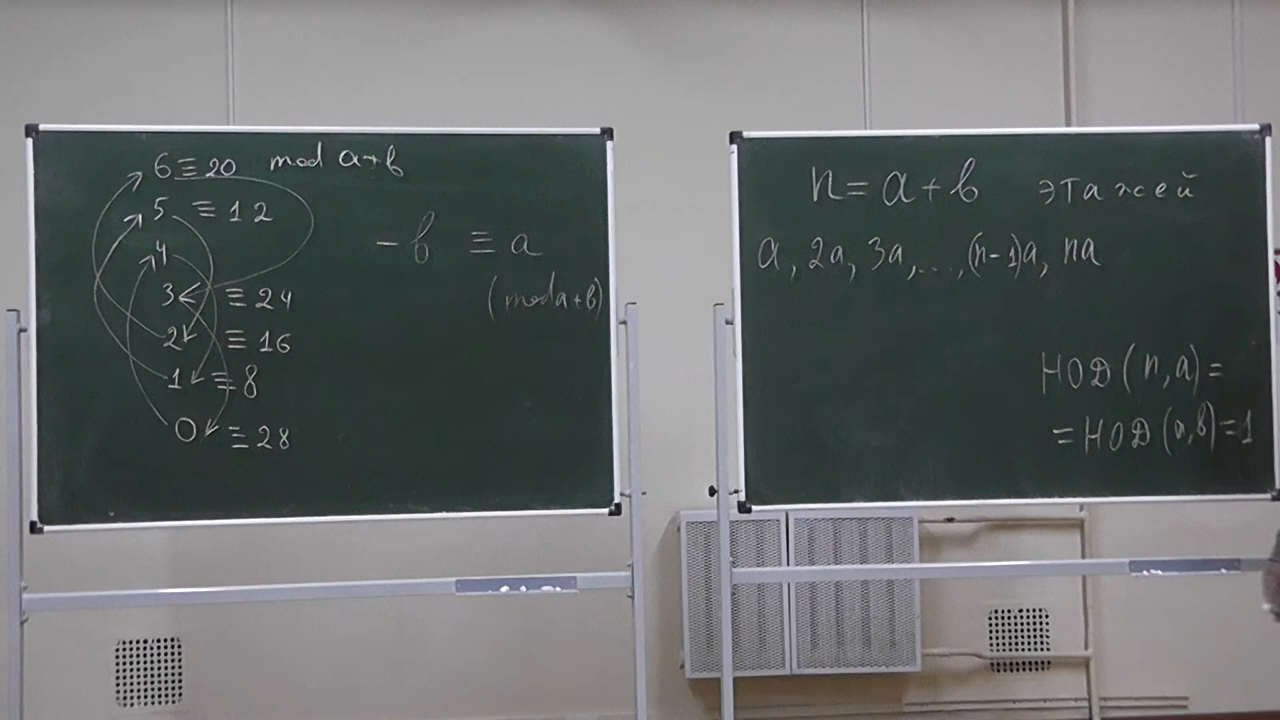 6≡20 mod a+b
5 ≡12
4
3 ≡24
2 ≡16
1 ≡8
0 ≡28
-b ≡ a
(mod a+b)
n=a+b этажей
a, 2a, 3a,...,(n-1)a, na
НОД(n,a)=
=НОД(a,b)=1